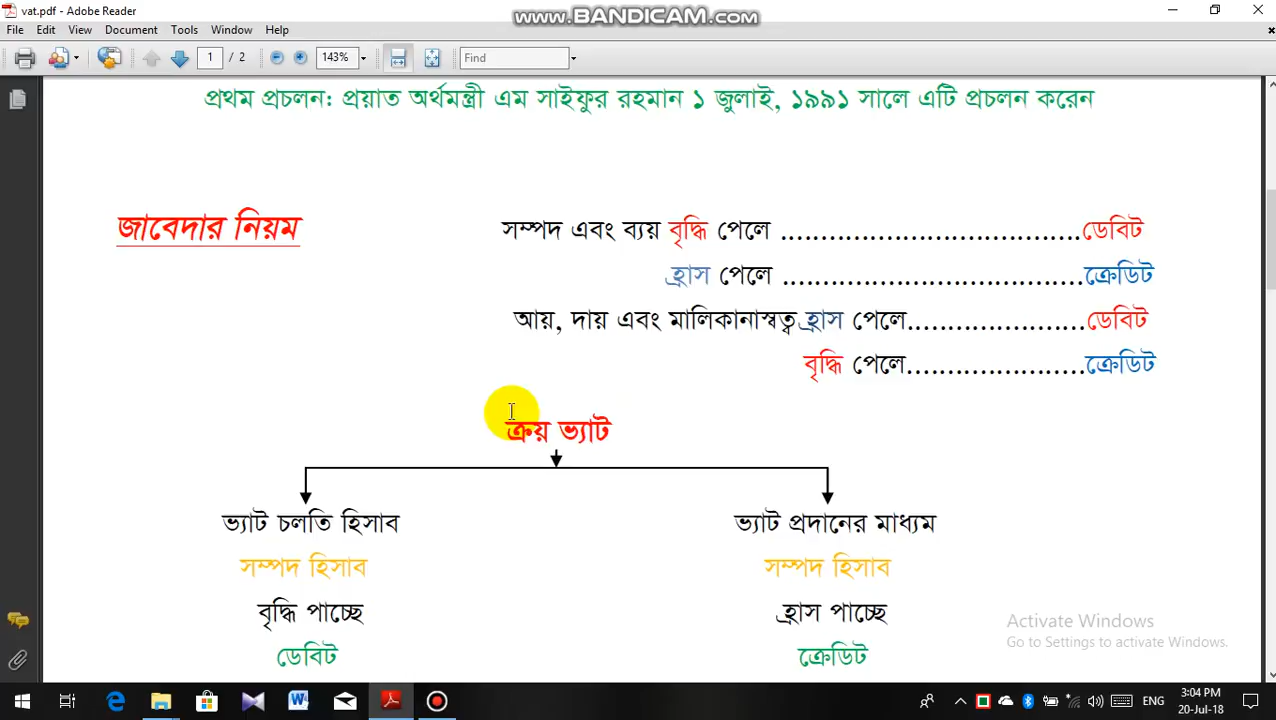 vat.pdf - Adobe Reader
www.BANDICAM.com
File Edit View Document Tools Window Help
1 / 2 143% Find
প্রথম প্রচলন: প্রয়াত অর্থমন্ত্রী এম সাইফুর রহমান ১ জুলাই, ১৯৯১ সালে এটি প্রচলন করেন
জাবেদার নিয়ম
সম্পদ এবং ব্যয় বৃদ্ধি পেলে ......................................ডেবিট
হ্রাস পেলে ......................................ক্রেডিট
আয়, দায় এবং মালিকানাস্বত্ব হ্রাস পেলে.......................ডেবিট
বৃদ্ধি পেলে.......................ক্রেডিট
ক্রয় ভ্যাট
ভ্যাট চলতি হিসাব ভ্যাট প্রদানের মাধ্যম
সম্পদ হিসাব সম্পদ হিসাব
বৃদ্ধি পাচ্ছে হ্রাস পাচ্ছে
ডেবিট ক্রেডিট
Activate Windows
Go to Settings to activate Windows.
ENG
3:04 PM
20-Jul-18